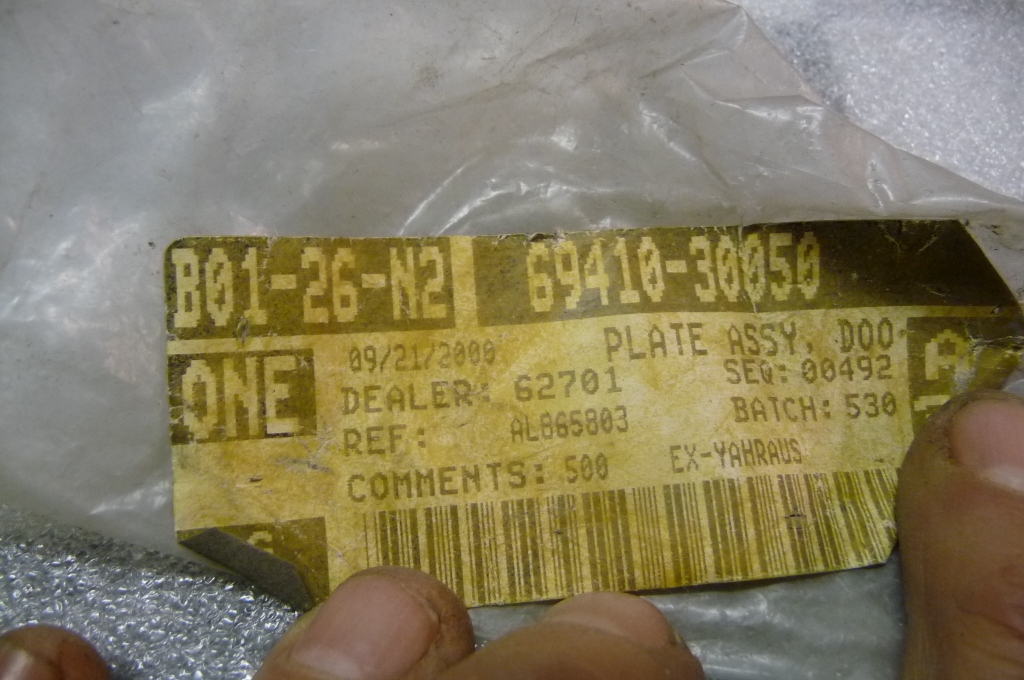 B01-26-N2 69410-30050
ONE 09/21/2000 PLATE ASSY, DOO
DEALER: 62701 SEQ: 00492
REF: AL865803 BATCH: 530
COMMENTS: 500 EX-YAHRAUS
A